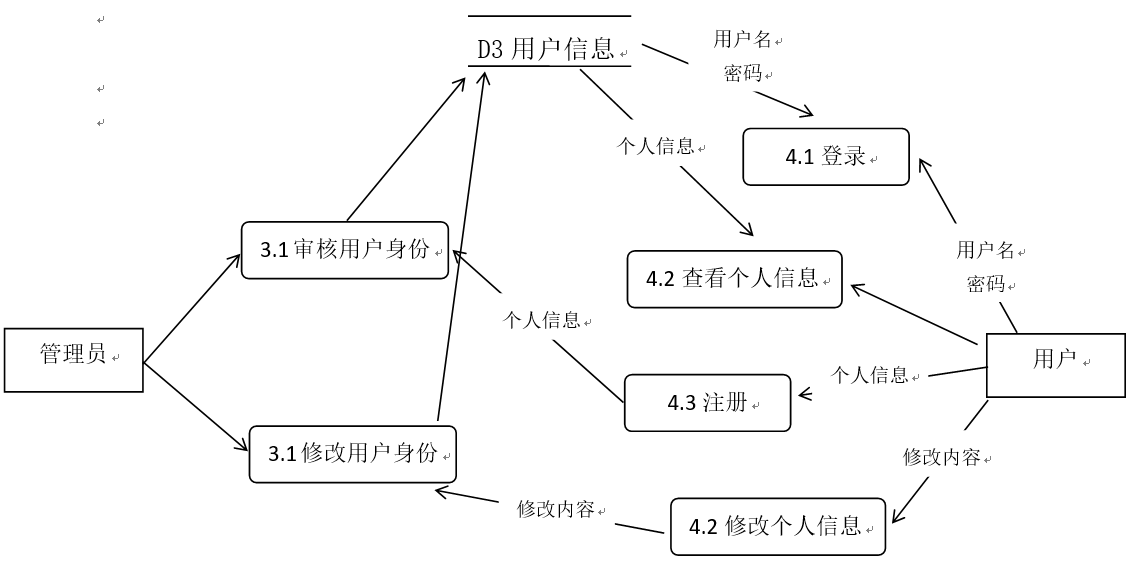 D3 用户信息
用户名
密码
个人信息
4.1 登录
3.1 审核用户身份
用户名
密码
4.2 查看个人信息
个人信息
管理员
用户
个人信息
4.3 注册
3.1 修改用户身份
修改内容
修改内容
4.2 修改个人信息